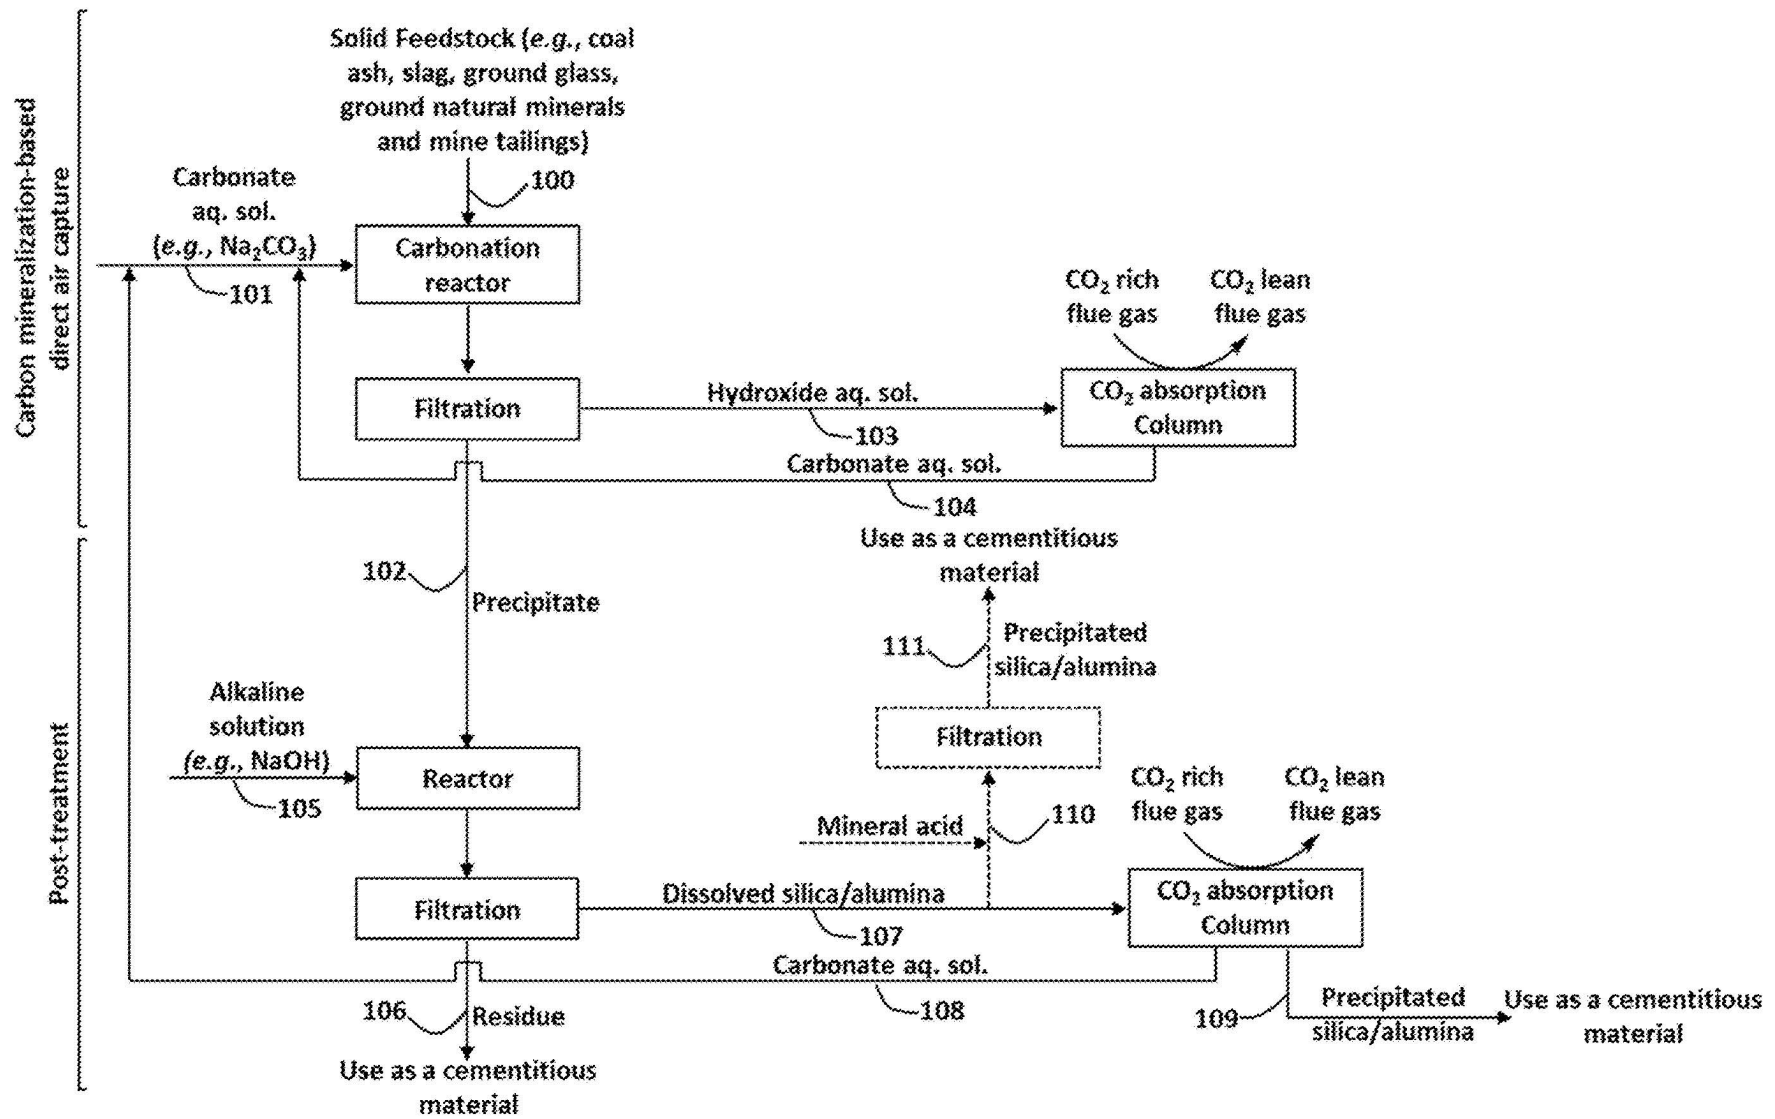 Carbon mineralization-based
direct air capture
Solid Feedstock (e.g., coal
ash, slag, ground glass,
ground natural minerals
and mine tailings)
100
Carbonate
aq. sol.
(e.g., Na₂CO₃)
101
Carbonation
reactor
CO₂ rich
flue gas
CO₂ lean
flue gas
Filtration
Hydroxide aq. sol.
103
CO₂ absorption
Column
Carbonate aq. sol.
104
Post-treatment
102
Precipitate
Use as a cementitious
material
111
Precipitated
silica/alumina
Filtration
Alkaline
solution
(e.g., NaOH)
105
Reactor
Mineral acid
110
CO₂ rich
flue gas
CO₂ lean
flue gas
Filtration
Dissolved silica/alumina
107
CO₂ absorption
Column
Carbonate aq. sol.
108
106
Residue
Use as a cementitious
material
109
Precipitated
silica/alumina
Use as a cementitious
material